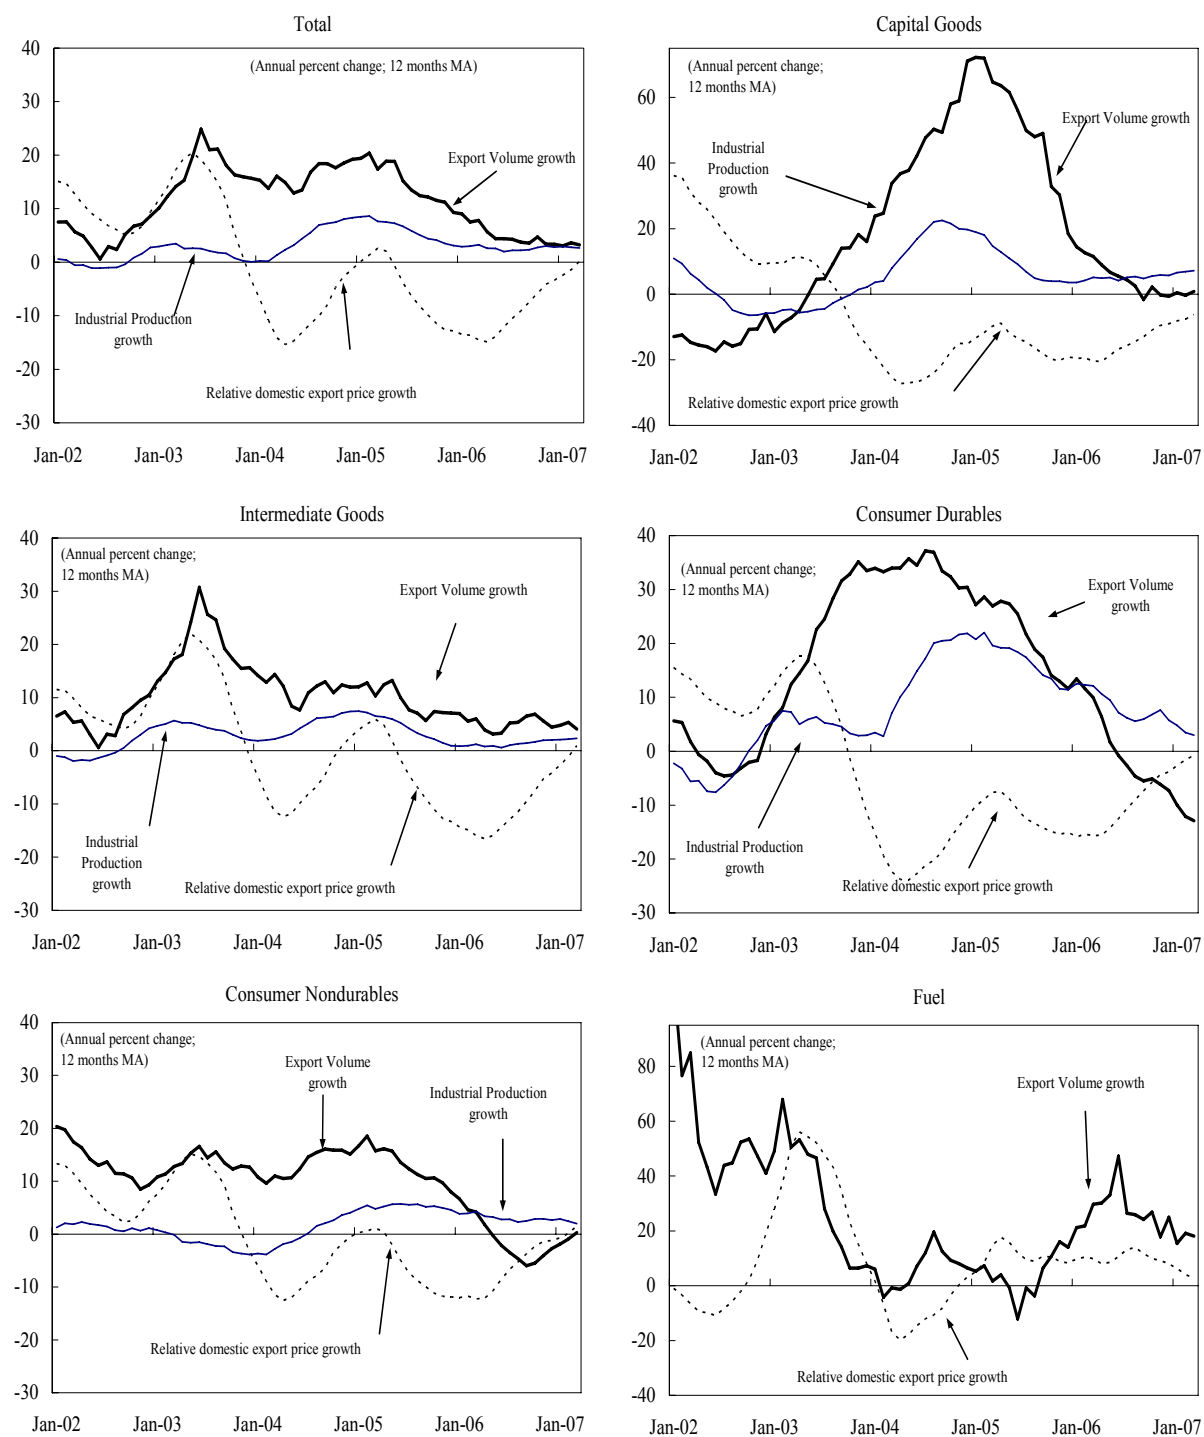 Total
40
30
20
10
0
-10
-20
-30
(Annual percent change; 12 months MA)
Export Volume growth
Industrial Production
growth
Relative domestic export price growth
Jan-02 Jan-03 Jan-04 Jan-05 Jan-06 Jan-07
Capital Goods
60
40
20
0
-20
-40
(Annual percent change;
12 months MA)
Export Volume growth
Industrial
Production
growth
Relative domestic export price growth
Jan-02 Jan-03 Jan-04 Jan-05 Jan-06 Jan-07
Intermediate Goods
40
30
20
10
0
-10
-20
-30
(Annual percent change;
12 months MA)
Export Volume growth
Industrial
Production
growth
Relative domestic export price growth
Jan-02 Jan-03 Jan-04 Jan-05 Jan-06 Jan-07
Consumer Durables
40
30
20
10
0
-10
-20
-30
(Annual percent change;
12 months MA)
Export Volume
growth
Industrial Production
growth
Relative domestic export price growth
Jan-02 Jan-03 Jan-04 Jan-05 Jan-06 Jan-07
Consumer Nondurables
40
30
20
10
0
-10
-20
-30
(Annual percent change;
12 months MA)
Export Volume
growth
Industrial Production
growth
Relative domestic export price growth
Jan-02 Jan-03 Jan-04 Jan-05 Jan-06 Jan-07
Fuel
80
60
40
20
0
-20
-40
(Annual percent change;
12 months MA)
Export Volume growth
Relative domestic export price growth
Jan-02 Jan-03 Jan-04 Jan-05 Jan-06 Jan-07